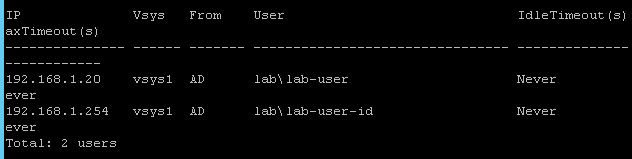 IP Vsys From User IdleTimeout(s)
axTimeout(s)
--------------- ------ ------- -------------------------------- --------------
------------
192.168.1.20 vsys1 AD lab\lab-user Never
ever
192.168.1.254 vsys1 AD lab\lab-user-id Never
ever
Total: 2 users